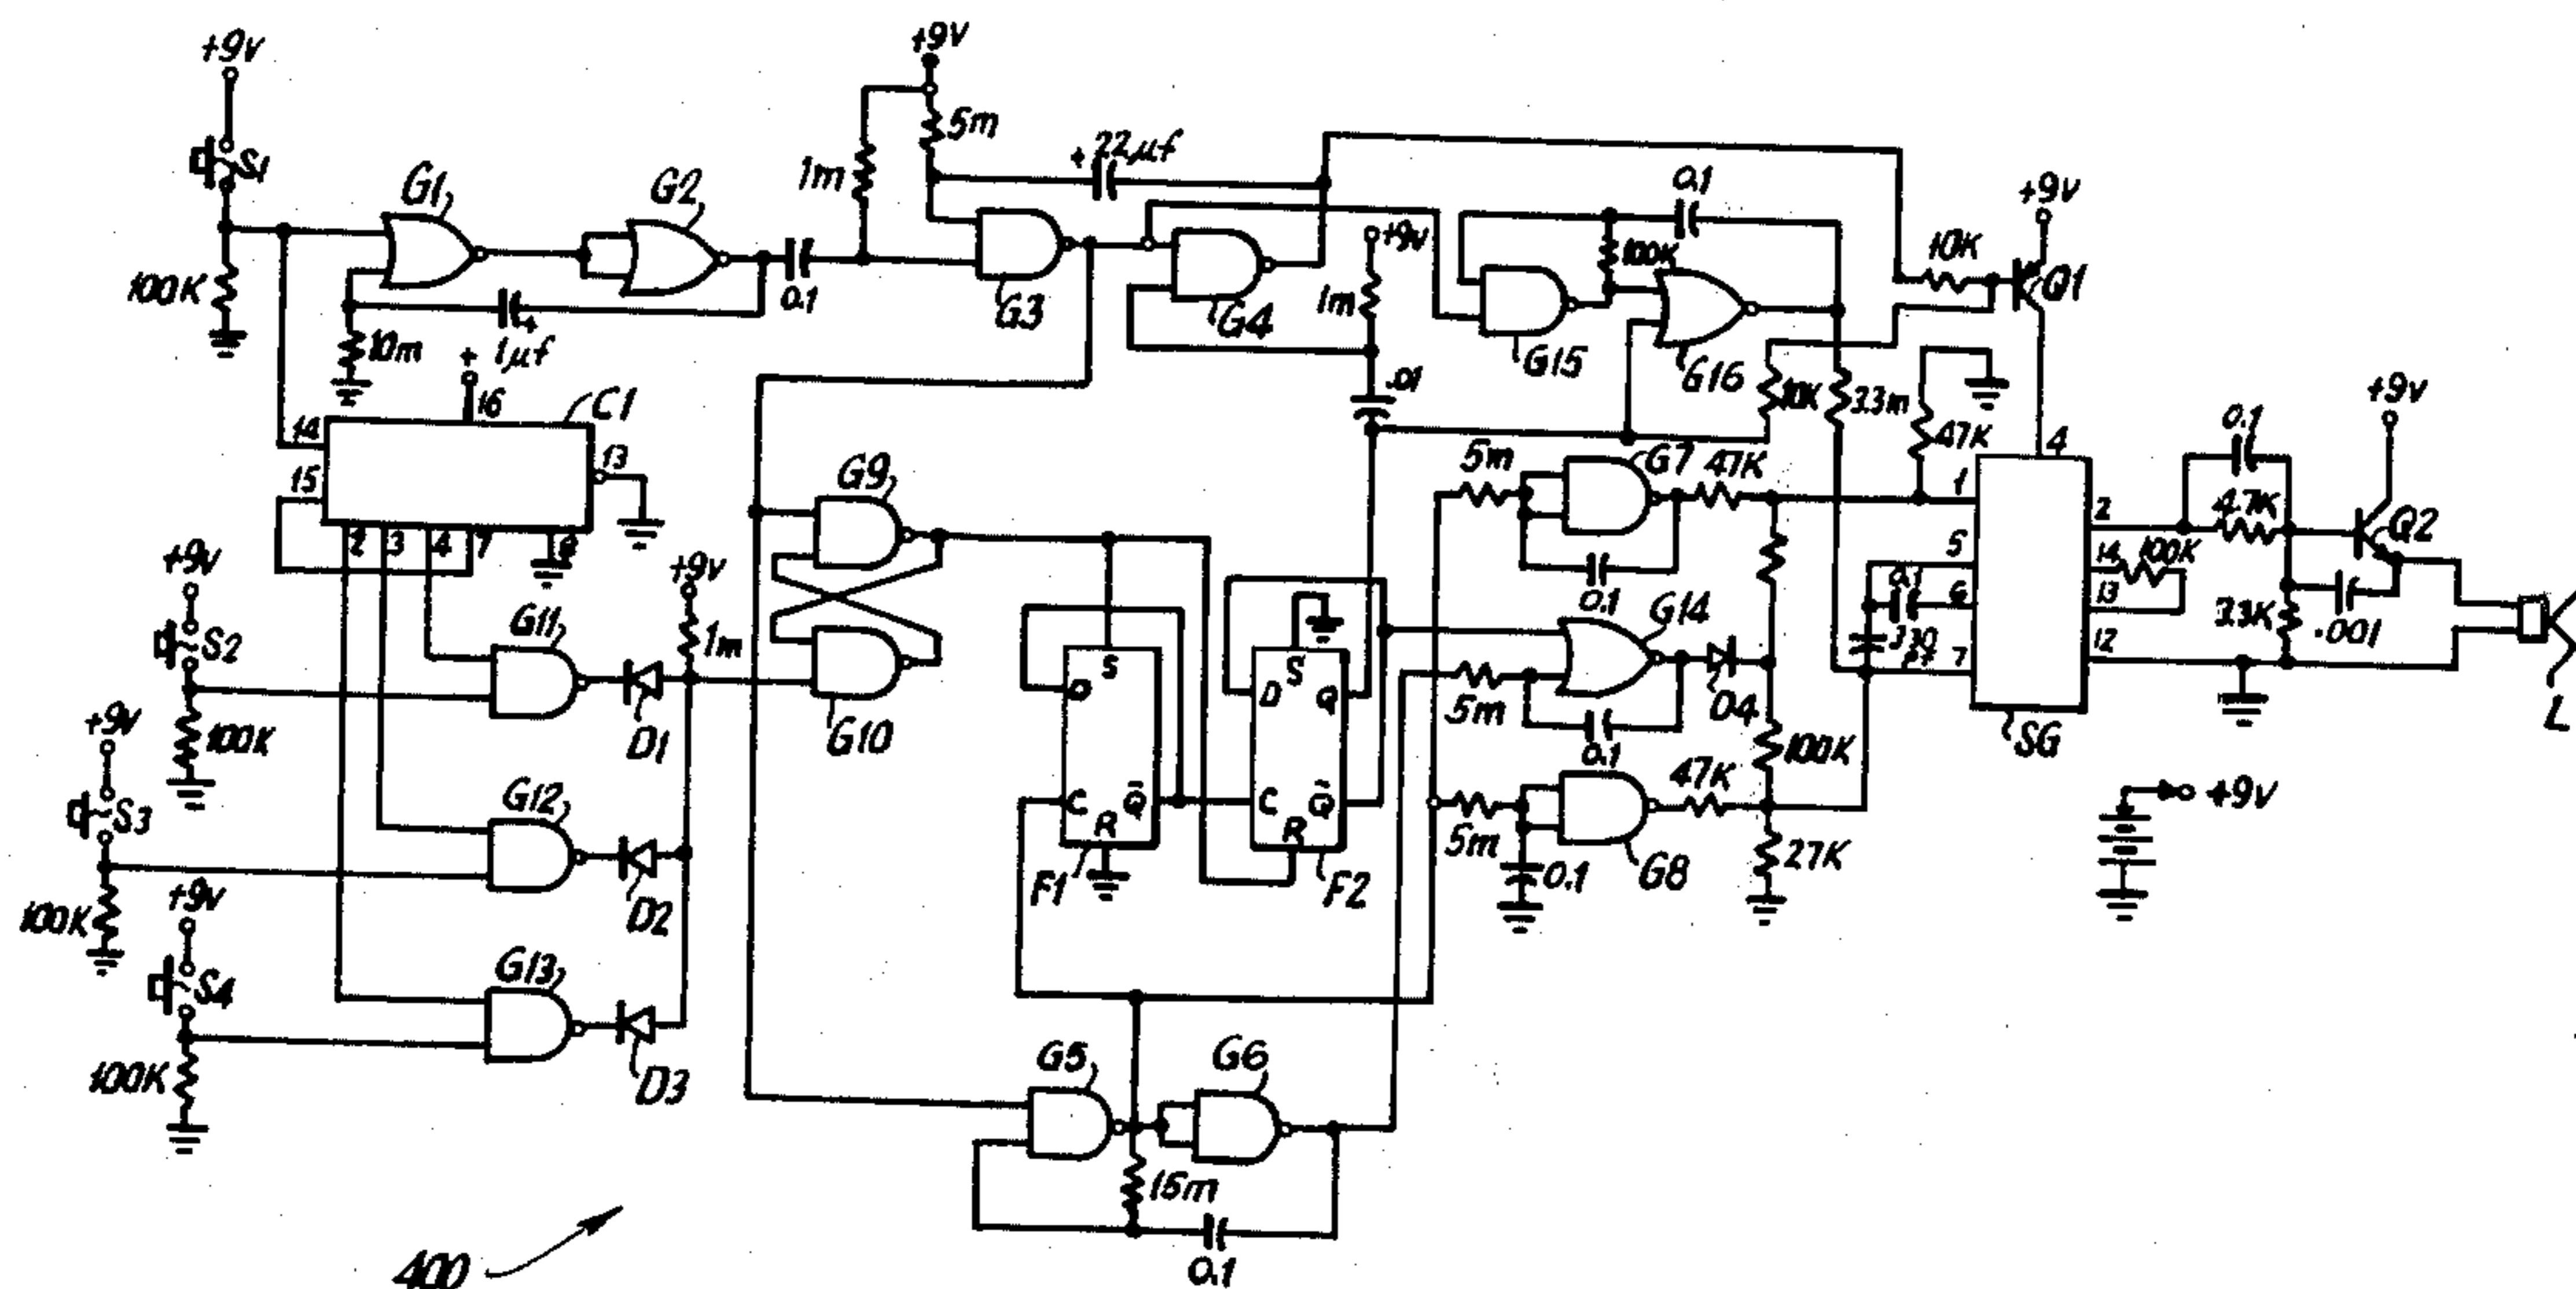 +9v
S1
100K
G1
G2
10m
1µf
+
0.1
+9v
1m
5m
+
22µf
G3
G4
+9v
1m
.01
0.1
100K
G15
G16
10K
10K
3.3m
+9v
Q1
47K
+
16
C1
14
15
13
2
3
4
7
8
+9v
S2
100K
G11
D1
+9v
1m
+9v
S3
100K
G12
D2
+9v
S4
100K
G13
D3
G9
G10
S
D
C
Q̄
R
F1
S
D
Q
C
Q̄
R
F2
5m
G7
47K
0.1
G14
5m
0.1
D4
100K
5m
0.1
G8
47K
27K
4
1
5
6
7
2
14
13
12
SG
0.1
330
pf
0.1
4.7K
100K
3.3K
.001
+9v
Q2
L
+9v
G5
G6
15m
0.1
400